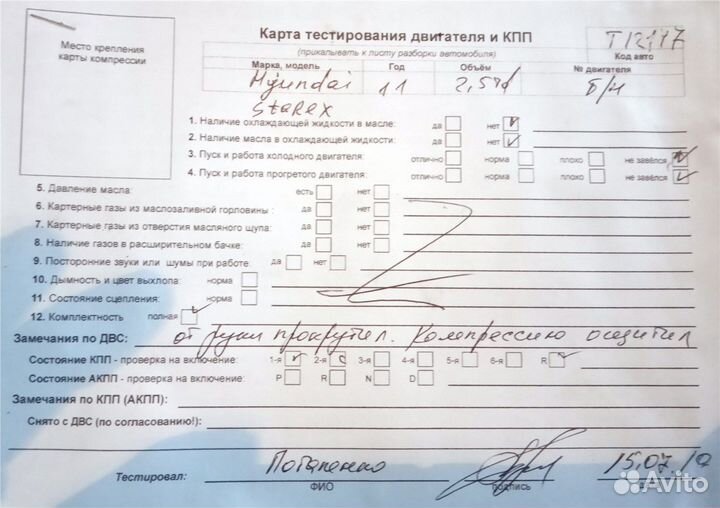 Место крепления
карты компрессии
Карта тестирования двигателя и КПП
(прикалывать к листу разборки автомобиля)
Код авто
Марка, модель Год Объём № двигателя
Hyundai 11 2,5td б/н
Starex
1. Наличие охлаждающей жидкости в масле: да нет
2. Наличие масла в охлаждающей жидкости: да нет
3. Пуск и работа холодного двигателя: отлично норма плохо не завёлся
4. Пуск и работа прогретого двигателя: отлично норма плохо не завёлся
5. Давление масла: есть нет
6. Картерные газы из маслозаливной горловины : да нет
7. Картерные газы из отверстия масляного щупа: да нет
8. Наличие газов в расширительном бачке: да нет
9. Посторонние звуки или шумы при работе: да нет
10. Дымность и цвет выхлопа: норма
11. Состояние сцепления: норма
12. Комплектность полная
Замечания по ДВС: от руки прокрутил. Компрессию ощутил
Состояние КПП - проверка на включение: 1-я 2-я 3-я 4-я 5-я 6-я R
Состояние АКПП - проверка на включение: P R N D
Замечания по КПП (АКПП):
Снято с ДВС (по согласованию!):
Тестировал: Потапенко 15.07.19
ФИО подпись
Avito